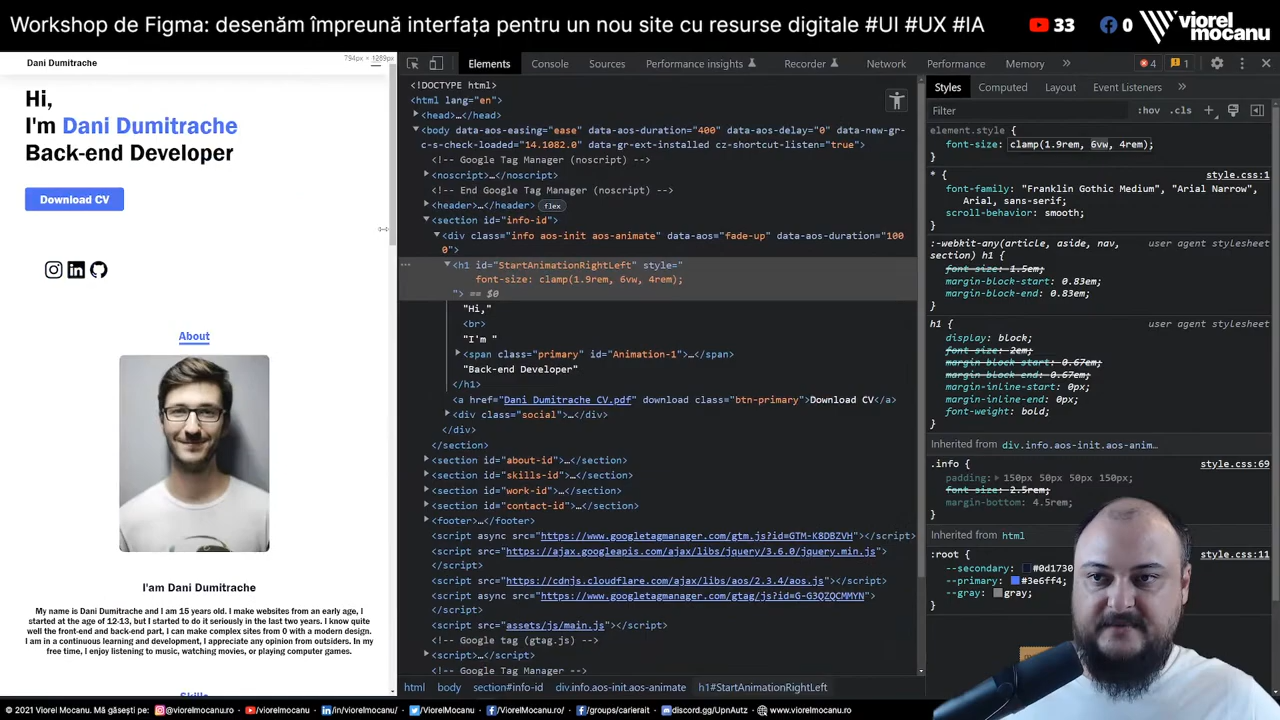 Workshop de Figma: desenăm împreună interfața pentru un nou site cu resurse digitale #UI #UX #IA
33
0
viorel
mocanu
Dani Dumitrache
794px × 1289px
Hi,
I'm Dani Dumitrache
Back-end Developer
Download CV
About
I'am Dani Dumitrache
My name is Dani Dumitrache and I am 15 years old. I make websites from an early age, I
started at the age of 12-13, but I started to do it seriously in the last two years. I know quite
well the front-end and back-end part, I can make complex sites from 0 with a modern design.
I am in a continuous learning and development, I appreciate any opinion from outsiders. In my
free time, I enjoy listening to music, watching movies, or playing computer games.
Skills
Elements Console Sources Performance insights Recorder Network Performance Memory » 4 1
<!DOCTYPE html>
<html lang="en">
<head>…</head>
<body data-aos-easing="ease" data-aos-duration="400" data-aos-delay="0" data-new-gr-
c-s-check-loaded="14.1082.0" data-gr-ext-installed cz-shortcut-listen="true">
<!-- Google Tag Manager (noscript) -->
<noscript>…</noscript>
<!-- End Google Tag Manager (noscript) -->
<header>…</header> flex
<section id="info-id">
<div class="info aos-init aos-animate" data-aos="fade-up" data-aos-duration="100
0">
… <h1 id="StartAnimationRightLeft" style="
font-size: clamp(1.9rem, 6vw, 4rem);
"> == $0
"Hi,"
<br>
"I'm "
<span class="primary" id="Animation-1">…</span>
"Back-end Developer"
</h1>
<a href="Dani Dumitrache CV.pdf" download class="btn-primary">Download CV</a>
<div class="social">…</div>
</div>
</section>
<section id="about-id">…</section>
<section id="skills-id">…</section>
<section id="work-id">…</section>
<section id="contact-id">…</section>
<footer>…</footer>
<script async src="https://www.googletagmanager.com/gtm.js?id=GTM-K8DBZVH"></script>
<script src="https://ajax.googleapis.com/ajax/libs/jquery/3.6.0/jquery.min.js">
</script>
<script src="https://cdnjs.cloudflare.com/ajax/libs/aos/2.3.4/aos.js"></script>
<script async src="https://www.googletagmanager.com/gtag/js?id=G-G3QZQCMMYN">
</script>
<script src="assets/js/main.js"></script>
<!-- Google tag (gtag.js) -->
<script>…</script>
<!-- Google Tag Manager -->
html body section#info-id div.info.aos-init.aos-animate h1#StartAnimationRightLeft
Styles Computed Layout Event Listeners »
Filter :hov .cls +
element.style {
font-size: clamp(1.9rem, 6vw, 4rem);
}
* { style.css:1
font-family: "Franklin Gothic Medium", "Arial Narrow",
Arial, sans-serif;
scroll-behavior: smooth;
}
:-webkit-any(article, aside, nav, user agent stylesheet
section) h1 {
font-size: 1.5em;
margin-block-start: 0.83em;
margin-block-end: 0.83em;
}
h1 { user agent stylesheet
display: block;
font-size: 2em;
margin-block-start: 0.67em;
margin-block-end: 0.67em;
margin-inline-start: 0px;
margin-inline-end: 0px;
font-weight: bold;
}
Inherited from div.info.aos-init.aos-anim…
.info { style.css:69
padding: 150px 50px 50px 150px;
font-size: 2.5rem;
margin-bottom: 4.5rem;
}
Inherited from html
:root { style.css:11
--secondary: #0d1730
--primary: #3e6ff4;
--gray: gray;
}
© 2021 Viorel Mocanu. Mă găsești pe: @viorelmocanu.ro /viorelmocanu /in/viorelmocanu/ /ViorelMocanu /ViorelMocanu.ro/ /groups/carierait discord.gg/UpnAutz www.viorelmocanu.ro